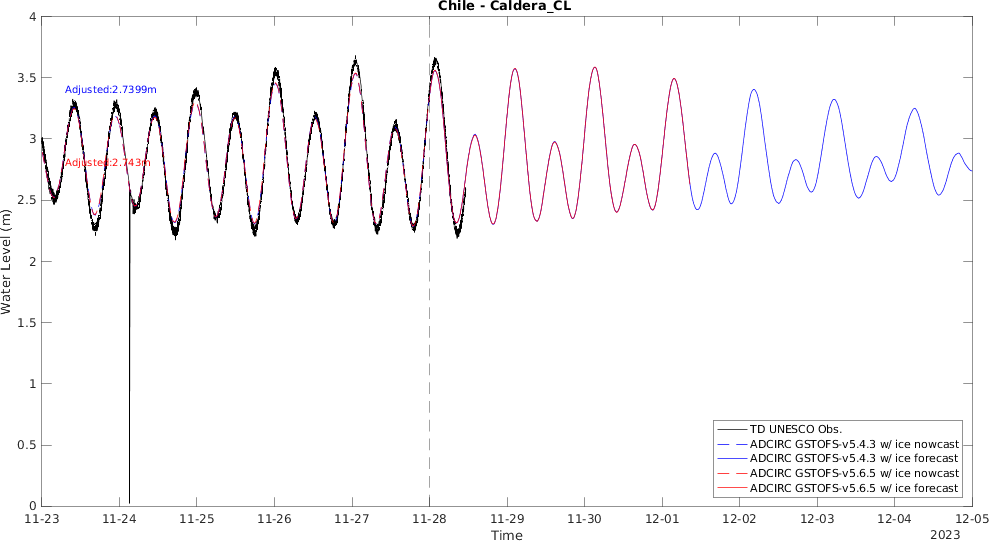 Chile - Caldera_CL
4
3.5
3
2.5
2
1.5
1
0.5
0
Water Level (m)
Adjusted:2.7399m
Adjusted:2.743m
TD UNESCO Obs.
ADCIRC GSTOFS-v5.4.3 w/ ice nowcast
ADCIRC GSTOFS-v5.4.3 w/ ice forecast
ADCIRC GSTOFS-v5.6.5 w/ ice nowcast
ADCIRC GSTOFS-v5.6.5 w/ ice forecast
11-23 11-24 11-25 11-26 11-27 11-28 11-29 11-30 12-01 12-02 12-03 12-04 12-05
Time
2023